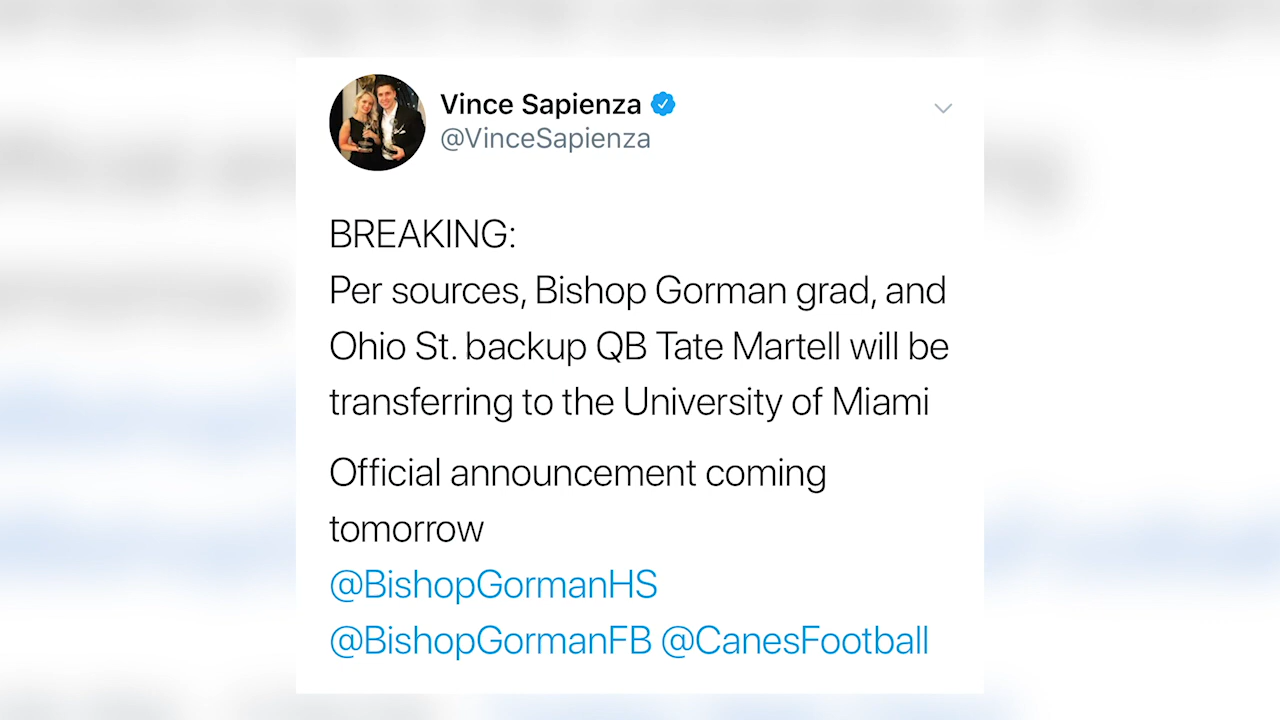 Vince Sapienza
@VinceSapienza
BREAKING:
Per sources, Bishop Gorman grad, and
Ohio St. backup QB Tate Martell will be
transferring to the University of Miami
Official announcement coming
tomorrow
@BishopGormanHS
@BishopGormanFB @CanesFootball